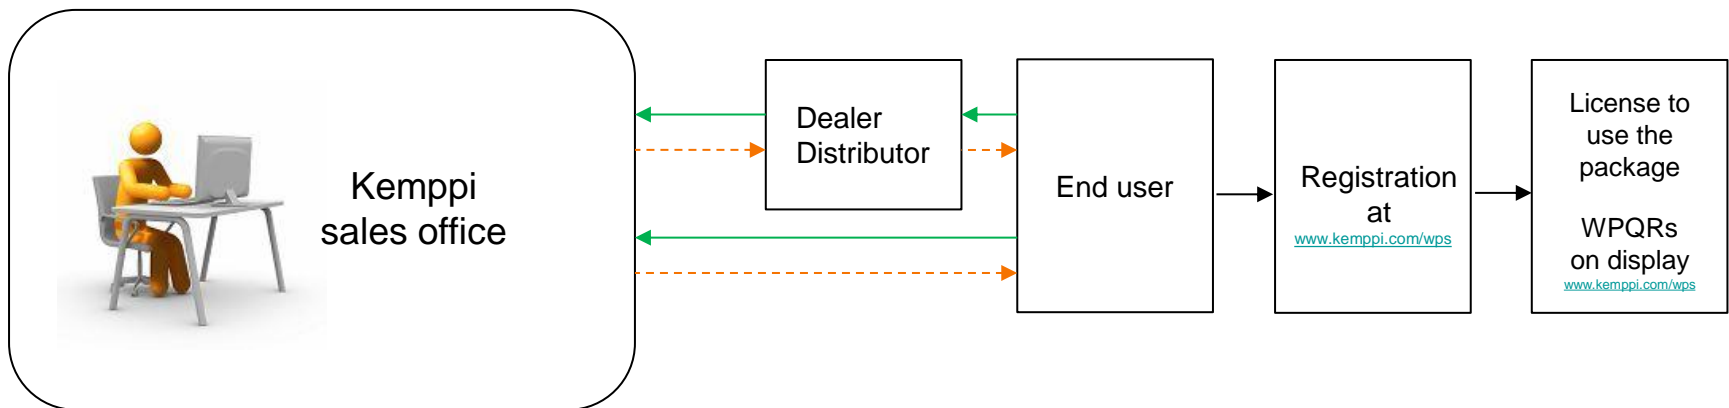 Kemppi
sales office
Dealer
Distributor
End user
Registration
at
www.kemppi.com/wps
License to
use the
package
WPQRs
on display
www.kemppi.com/wps